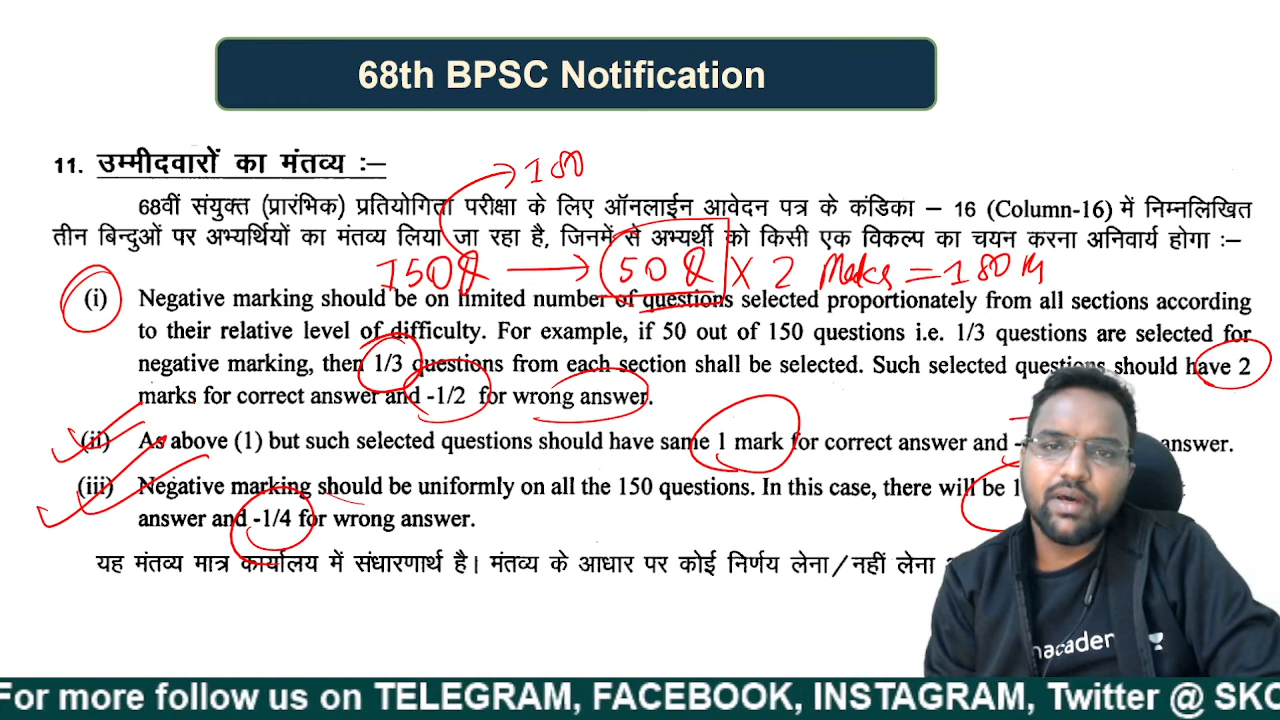 68th BPSC Notification
11. उम्मीदवारों का मंतव्य :—
180
68वीं संयुक्त (प्रारंभिक) प्रतियोगिता परीक्षा के लिए ऑनलाईन आवेदन पत्र के कंडिका – 16 (Column-16) में निम्नलिखित
तीन बिन्दुओं पर अभ्यर्थियों का मंतव्य लिया जा रहा है, जिनमें से अभ्यर्थी को किसी एक विकल्प का चयन करना अनिवार्य होगा :–
150Q → 50 Q x 2 Marks = 180 M
(i) Negative marking should be on limited number of questions selected proportionately from all sections according
to their relative level of difficulty. For example, if 50 out of 150 questions i.e. 1/3 questions are selected for
negative marking, then 1/3 questions from each section shall be selected. Such selected questions should have 2
marks for correct answer and -1/2 for wrong answer.
(ii) As above (1) but such selected questions should have same 1 mark for correct answer and answer.
(iii) Negative marking should be uniformly on all the 150 questions. In this case, there will be 1
answer and -1/4 for wrong answer.
यह मंतव्य मात्र कार्यालय में संधारणार्थ है। मंतव्य के आधार पर कोई निर्णय लेना/नहीं लेना
nacaden
For more follow us on TELEGRAM, FACEBOOK, INSTAGRAM, Twitter @ SKC